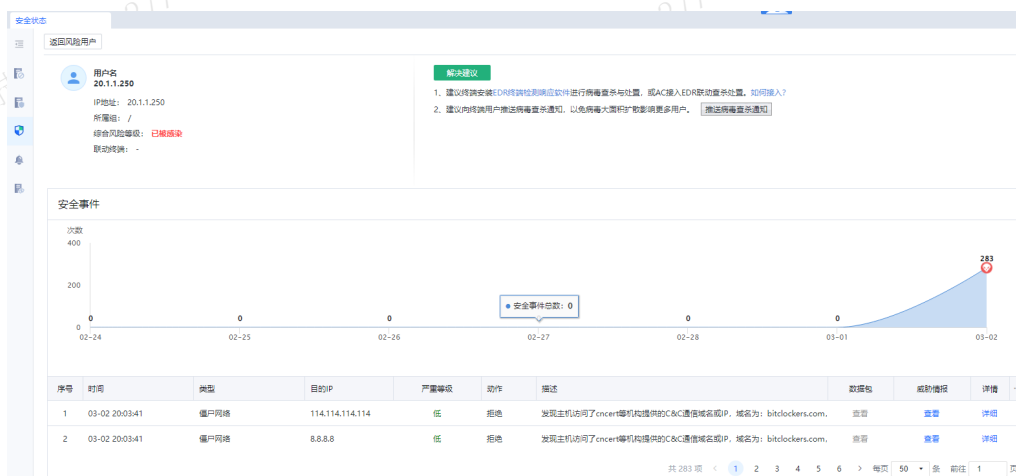 安全状态
返回风险用户
用户名
20.1.1.250
IP地址： 20.1.1.250
所属组： /
综合风险等级： 已被感染
联动终端： -
解决建议
1、建议终端安装EDR终端检测响应软件进行病毒查杀与处置，或AC接入EDR联动查杀处置。如何接入?
2、建议向终端用户推送病毒查杀通知，以免病毒大面积扩散影响更多用户。 推送病毒查杀通知
安全事件
次数
400
200
0
0 0 0 0 0 283
安全事件总数：0
02-24 02-25 02-26 02-27 02-28 03-01 03-02
序号 时间 类型 目的IP 严重等级 动作 描述 数据包 威胁情报 详情
1 03-02 20:03:41 僵尸网络 114.114.114.114 低 拒绝 发现主机访问了cncert等机构提供的C&C通信域名或IP，域名为：bitclockers.com, 查看 查看 详细
2 03-02 20:03:41 僵尸网络 8.8.8.8 低 拒绝 发现主机访问了cncert等机构提供的C&C通信域名或IP，域名为：bitclockers.com, 查看 查看 详细
共 283 项 < 1 2 3 4 5 6 > 每页 50 条 前往 1 页